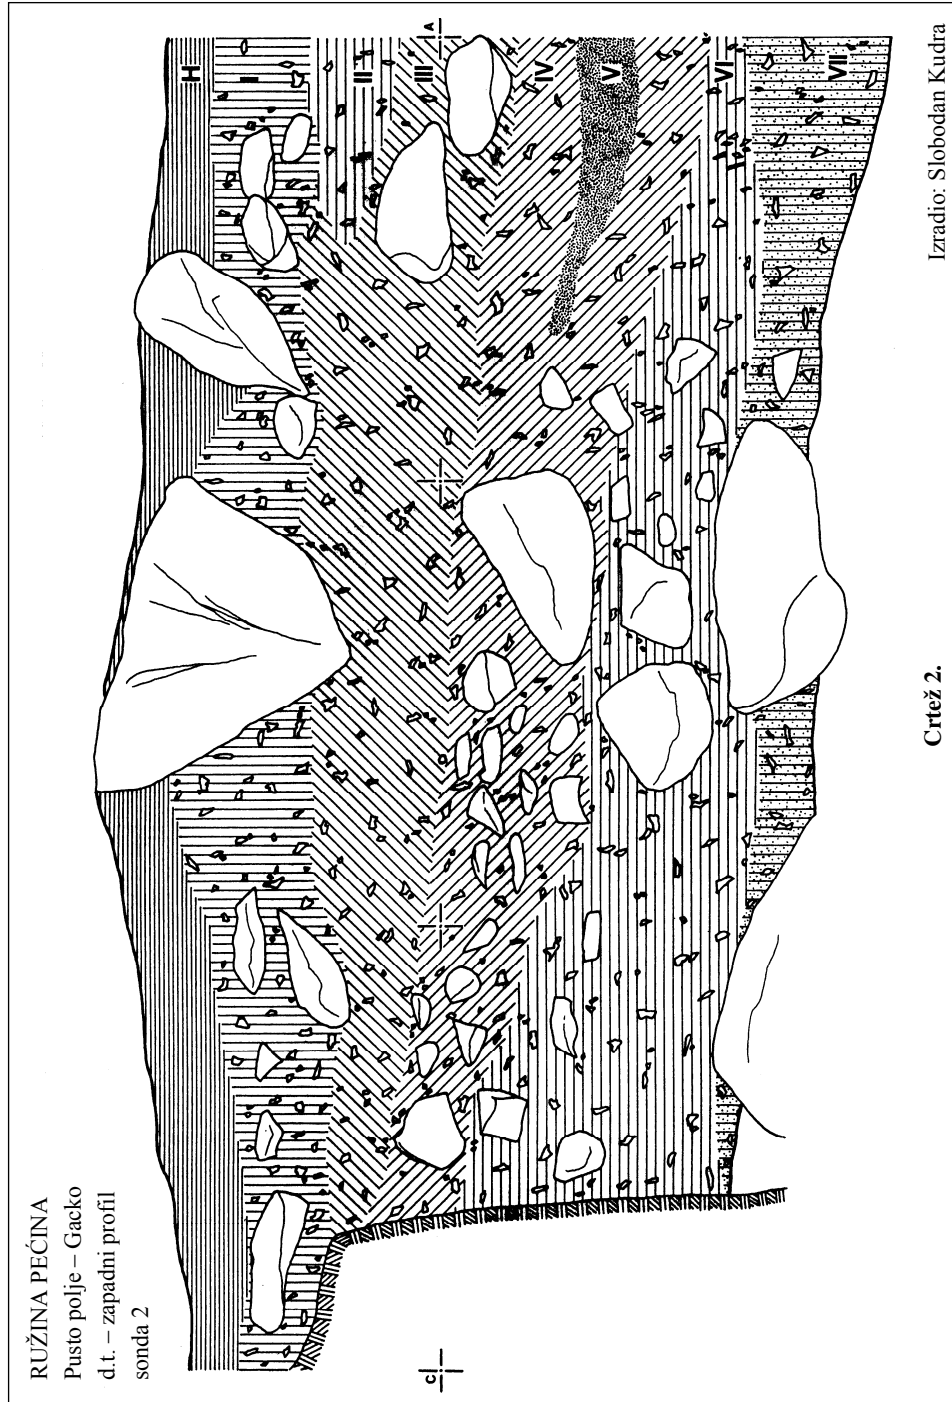 RUŽINA PEĆINA
Pusto polje – Gacko
d.t. – zapadni profil
sonda 2
C
A
H
I
II
III
IV
V
VI
VII
Crtež 2.
Izradio: Slobodan Kudra